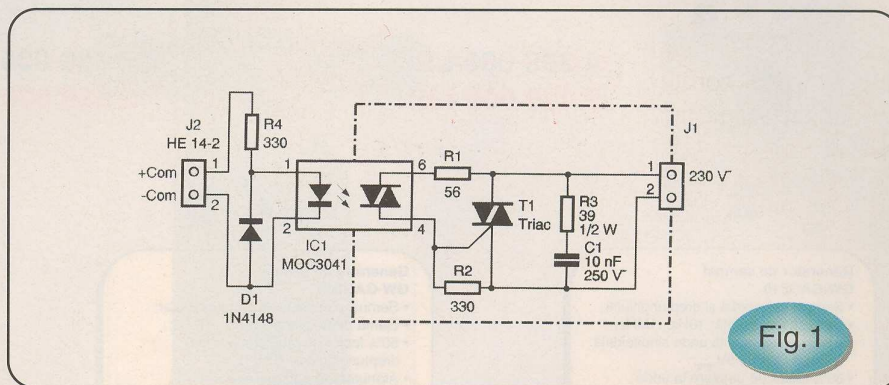 J2
HE 14-2
+Com
-Com
1
2
R4
330
1
2
D1
1N4148
IC1
MOC3041
6
4
R1
56
T1
Triac
R2
330
R3
39
1/2 W
C1
10 nF
250 V~
J1
1
2
230 V~
Fig.1